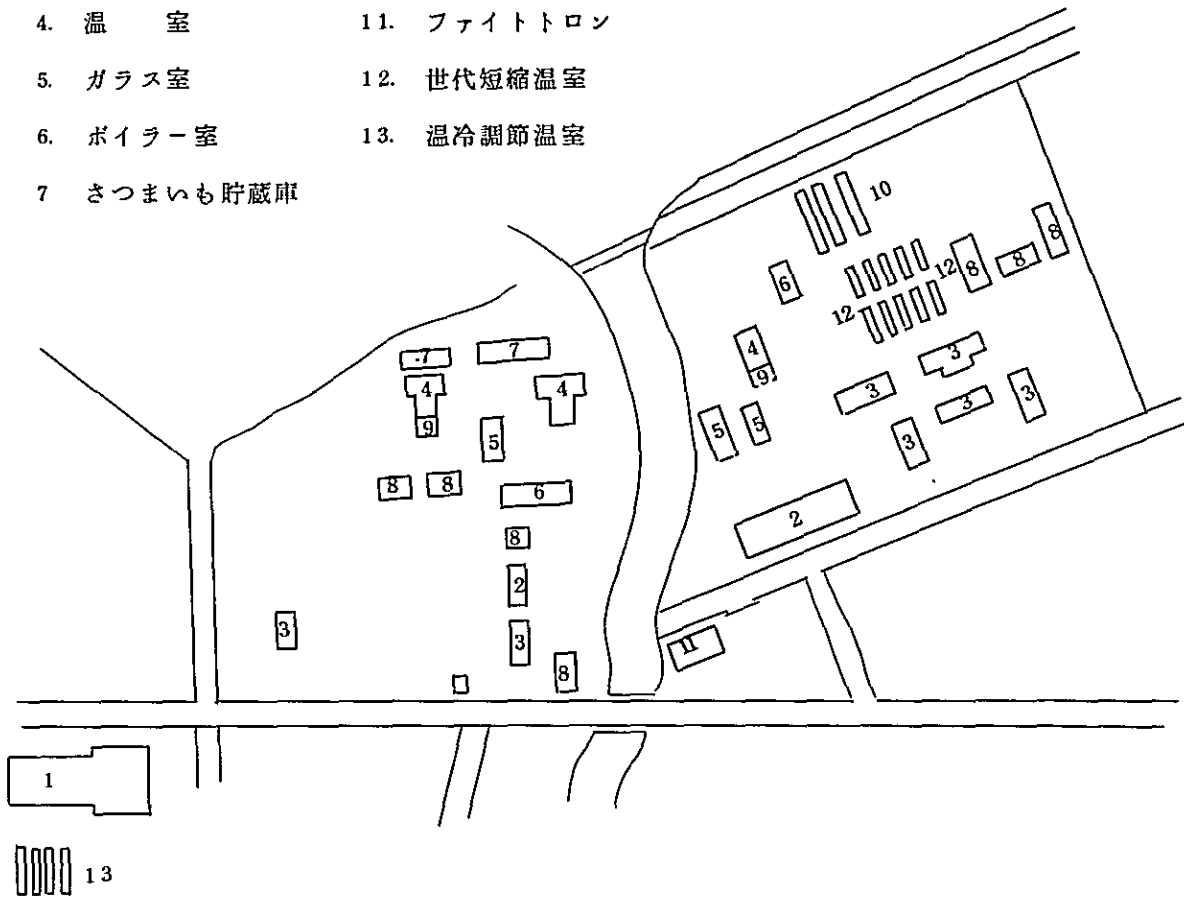 4. 温 室 11. ファイトトロン
5. ガラス室 12. 世代短縮温室
6. ボイラー室 13. 温冷調節温室
7 さつまいも貯蔵庫
10
8
12 8 8
6
12
4 3
7 7
9
4 4 3
3 3
5 5
9 5 3
8 8 6
2
8
2
3 3 11
8
1
13